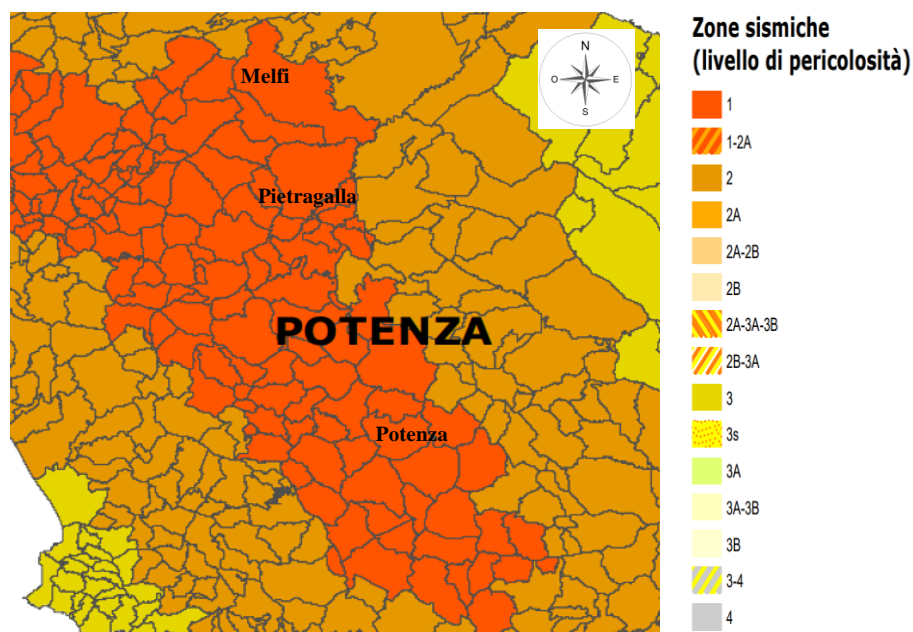 Melfi
N
O
E
S
Pietragalla
POTENZA
Potenza
Zone sismiche
(livello di pericolosità)
1
1-2A
2
2A
2A-2B
2B
2A-3A-3B
2B-3A
3
3s
3A
3A-3B
3B
3-4
4